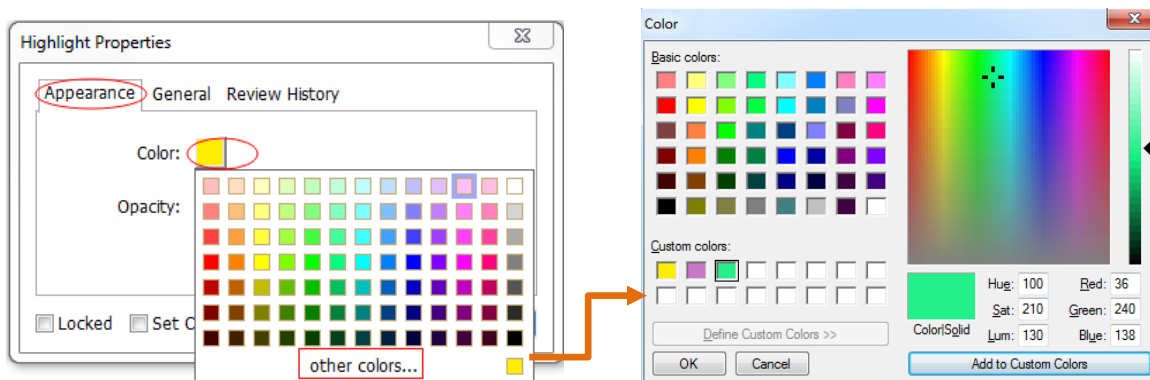 Highlight Properties
Appearance General Review History
Color:
Opacity:
Locked Set C
other colors...
Color
Basic colors:
Custom colors:
Define Custom Colors >>
OK Cancel
Color|Solid
Hue: 100 Red: 36
Sat: 210 Green: 240
Lum: 130 Blue: 138
Add to Custom Colors